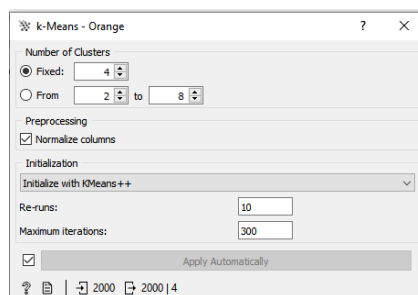 k-Means - Orange
Number of Clusters
Fixed: 4
From 2 to 8
Preprocessing
Normalize columns
Initialization
Initialize with KMeans++
Re-runs: 10
Maximum iterations: 300
Apply Automatically
2000 2000 | 4